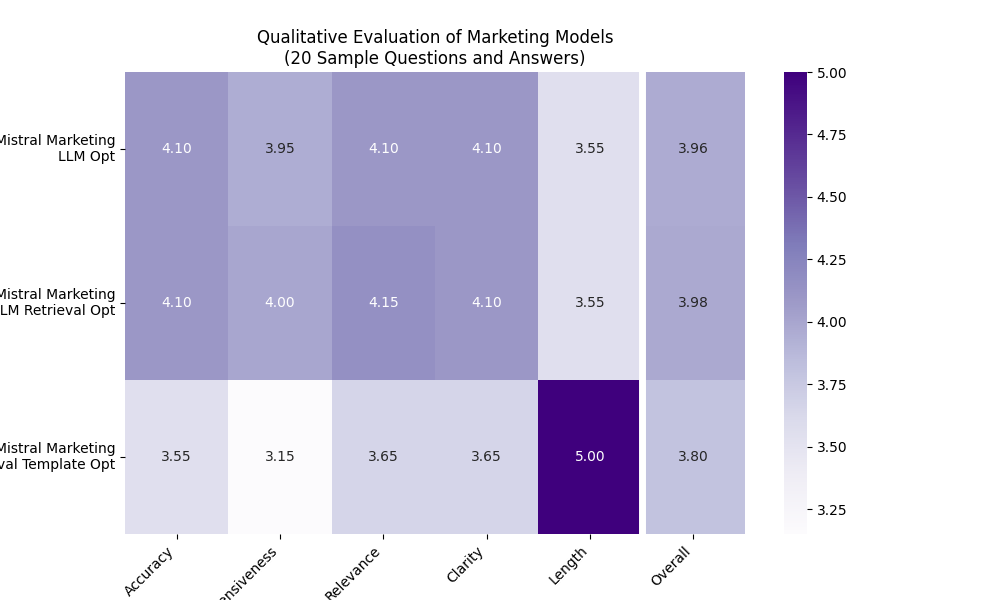 Qualitative Evaluation of Marketing Models
(20 Sample Questions and Answers)
Mistral Marketing
LLM Opt
4.10 3.95 4.10 4.10 3.55 3.96
Mistral Marketing
LM Retrieval Opt
4.10 4.00 4.15 4.10 3.55 3.98
Mistral Marketing
val Template Opt
3.55 3.15 3.65 3.65 5.00 3.80
Accuracy
ensiveness
Relevance
Clarity
Length
Overall
5.00
4.75
4.50
4.25
4.00
3.75
3.50
3.25